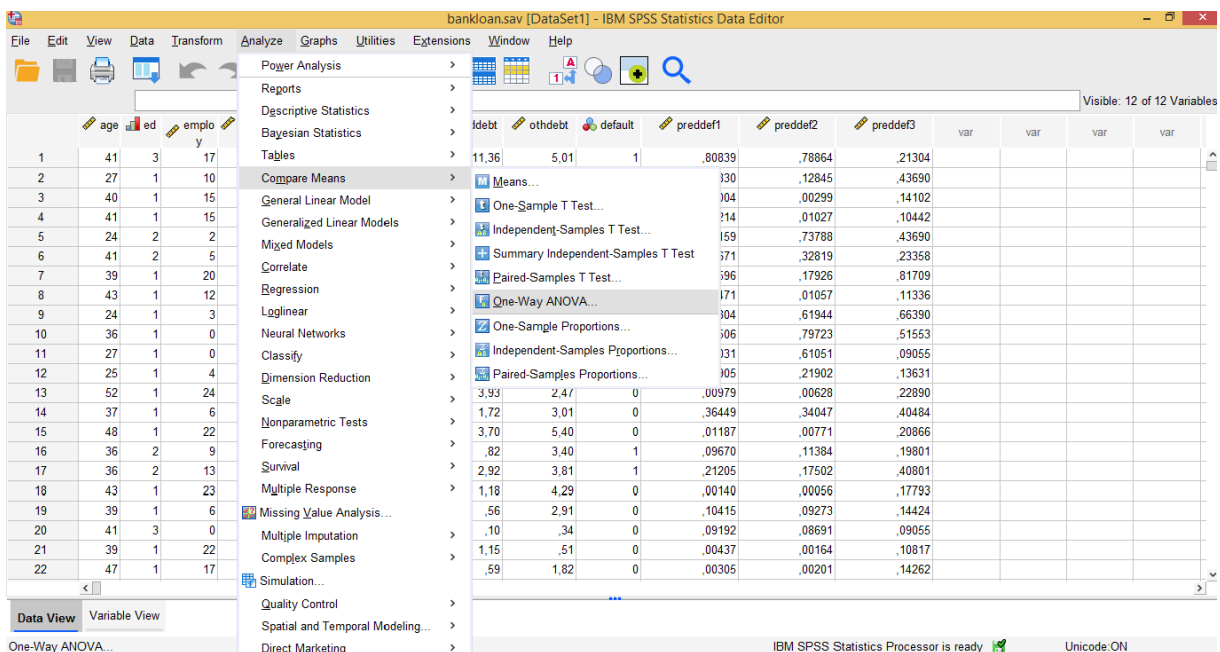 bankloan.sav [DataSet1] - IBM SPSS Statistics Data Editor
File Edit View Data Transform Analyze Graphs Utilities Extensions Window Help
Visible: 12 of 12 Variables
age ed employ debt othdebt default preddef1 preddef2 preddef3 var var var var
1 41 3 17 11,36 5,01 1 ,80839 ,78864 ,21304
2 27 1 10 ,12845 ,43690
3 40 1 15 ,00299 ,14102
4 41 1 15 ,01027 ,10442
5 24 2 2 ,73788 ,43690
6 41 2 5 ,32819 ,23358
7 39 1 20 ,17926 ,81709
8 43 1 12 ,01057 ,11336
9 24 1 3 ,61944 ,66390
10 36 1 0 ,79723 ,51553
11 27 1 0 ,61051 ,09055
12 25 1 4 ,21902 ,13631
13 52 1 24 3,93 2,47 0 ,00979 ,00628 ,22890
14 37 1 6 1,72 3,01 0 ,36449 ,34047 ,40484
15 48 1 22 3,70 5,40 0 ,01187 ,00771 ,20866
16 36 2 9 ,82 3,40 1 ,09670 ,11384 ,19801
17 36 2 13 2,92 3,81 1 ,21205 ,17502 ,40801
18 43 1 23 1,18 4,29 0 ,00140 ,00056 ,17793
19 39 1 6 ,56 2,91 0 ,10415 ,09273 ,14424
20 41 3 0 ,10 ,34 0 ,09192 ,08691 ,09055
21 39 1 22 1,15 ,51 0 ,00437 ,00164 ,10817
22 47 1 17 ,59 1,82 0 ,00305 ,00201 ,14262
Power Analysis
Reports
Descriptive Statistics
Bayesian Statistics
Tables
Compare Means
General Linear Model
Generalized Linear Models
Mixed Models
Correlate
Regression
Loglinear
Neural Networks
Classify
Dimension Reduction
Scale
Nonparametric Tests
Forecasting
Survival
Multiple Response
Missing Value Analysis...
Multiple Imputation
Complex Samples
Simulation...
Quality Control
Spatial and Temporal Modeling...
Direct Marketing
Means...
One-Sample T Test...
Independent-Samples T Test...
Summary Independent-Samples T Test
Paired-Samples T Test...
One-Way ANOVA...
One-Sample Proportions...
Independent-Samples Proportions...
Paired-Samples Proportions...
Data View Variable View
One-Way ANOVA... IBM SPSS Statistics Processor is ready Unicode:ON